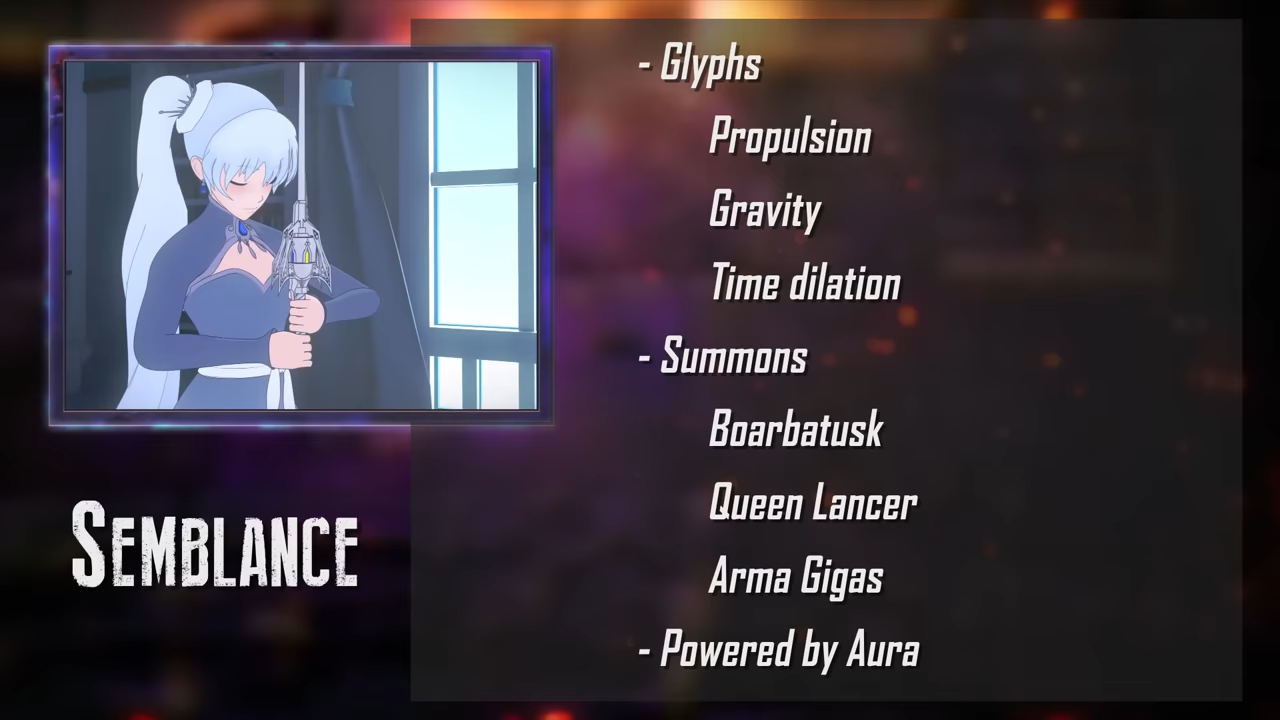 - Glyphs
Propulsion
Gravity
Time dilation
- Summons
Boarbatusk
Queen Lancer
Arma Gigas
- Powered by Aura
Semblance